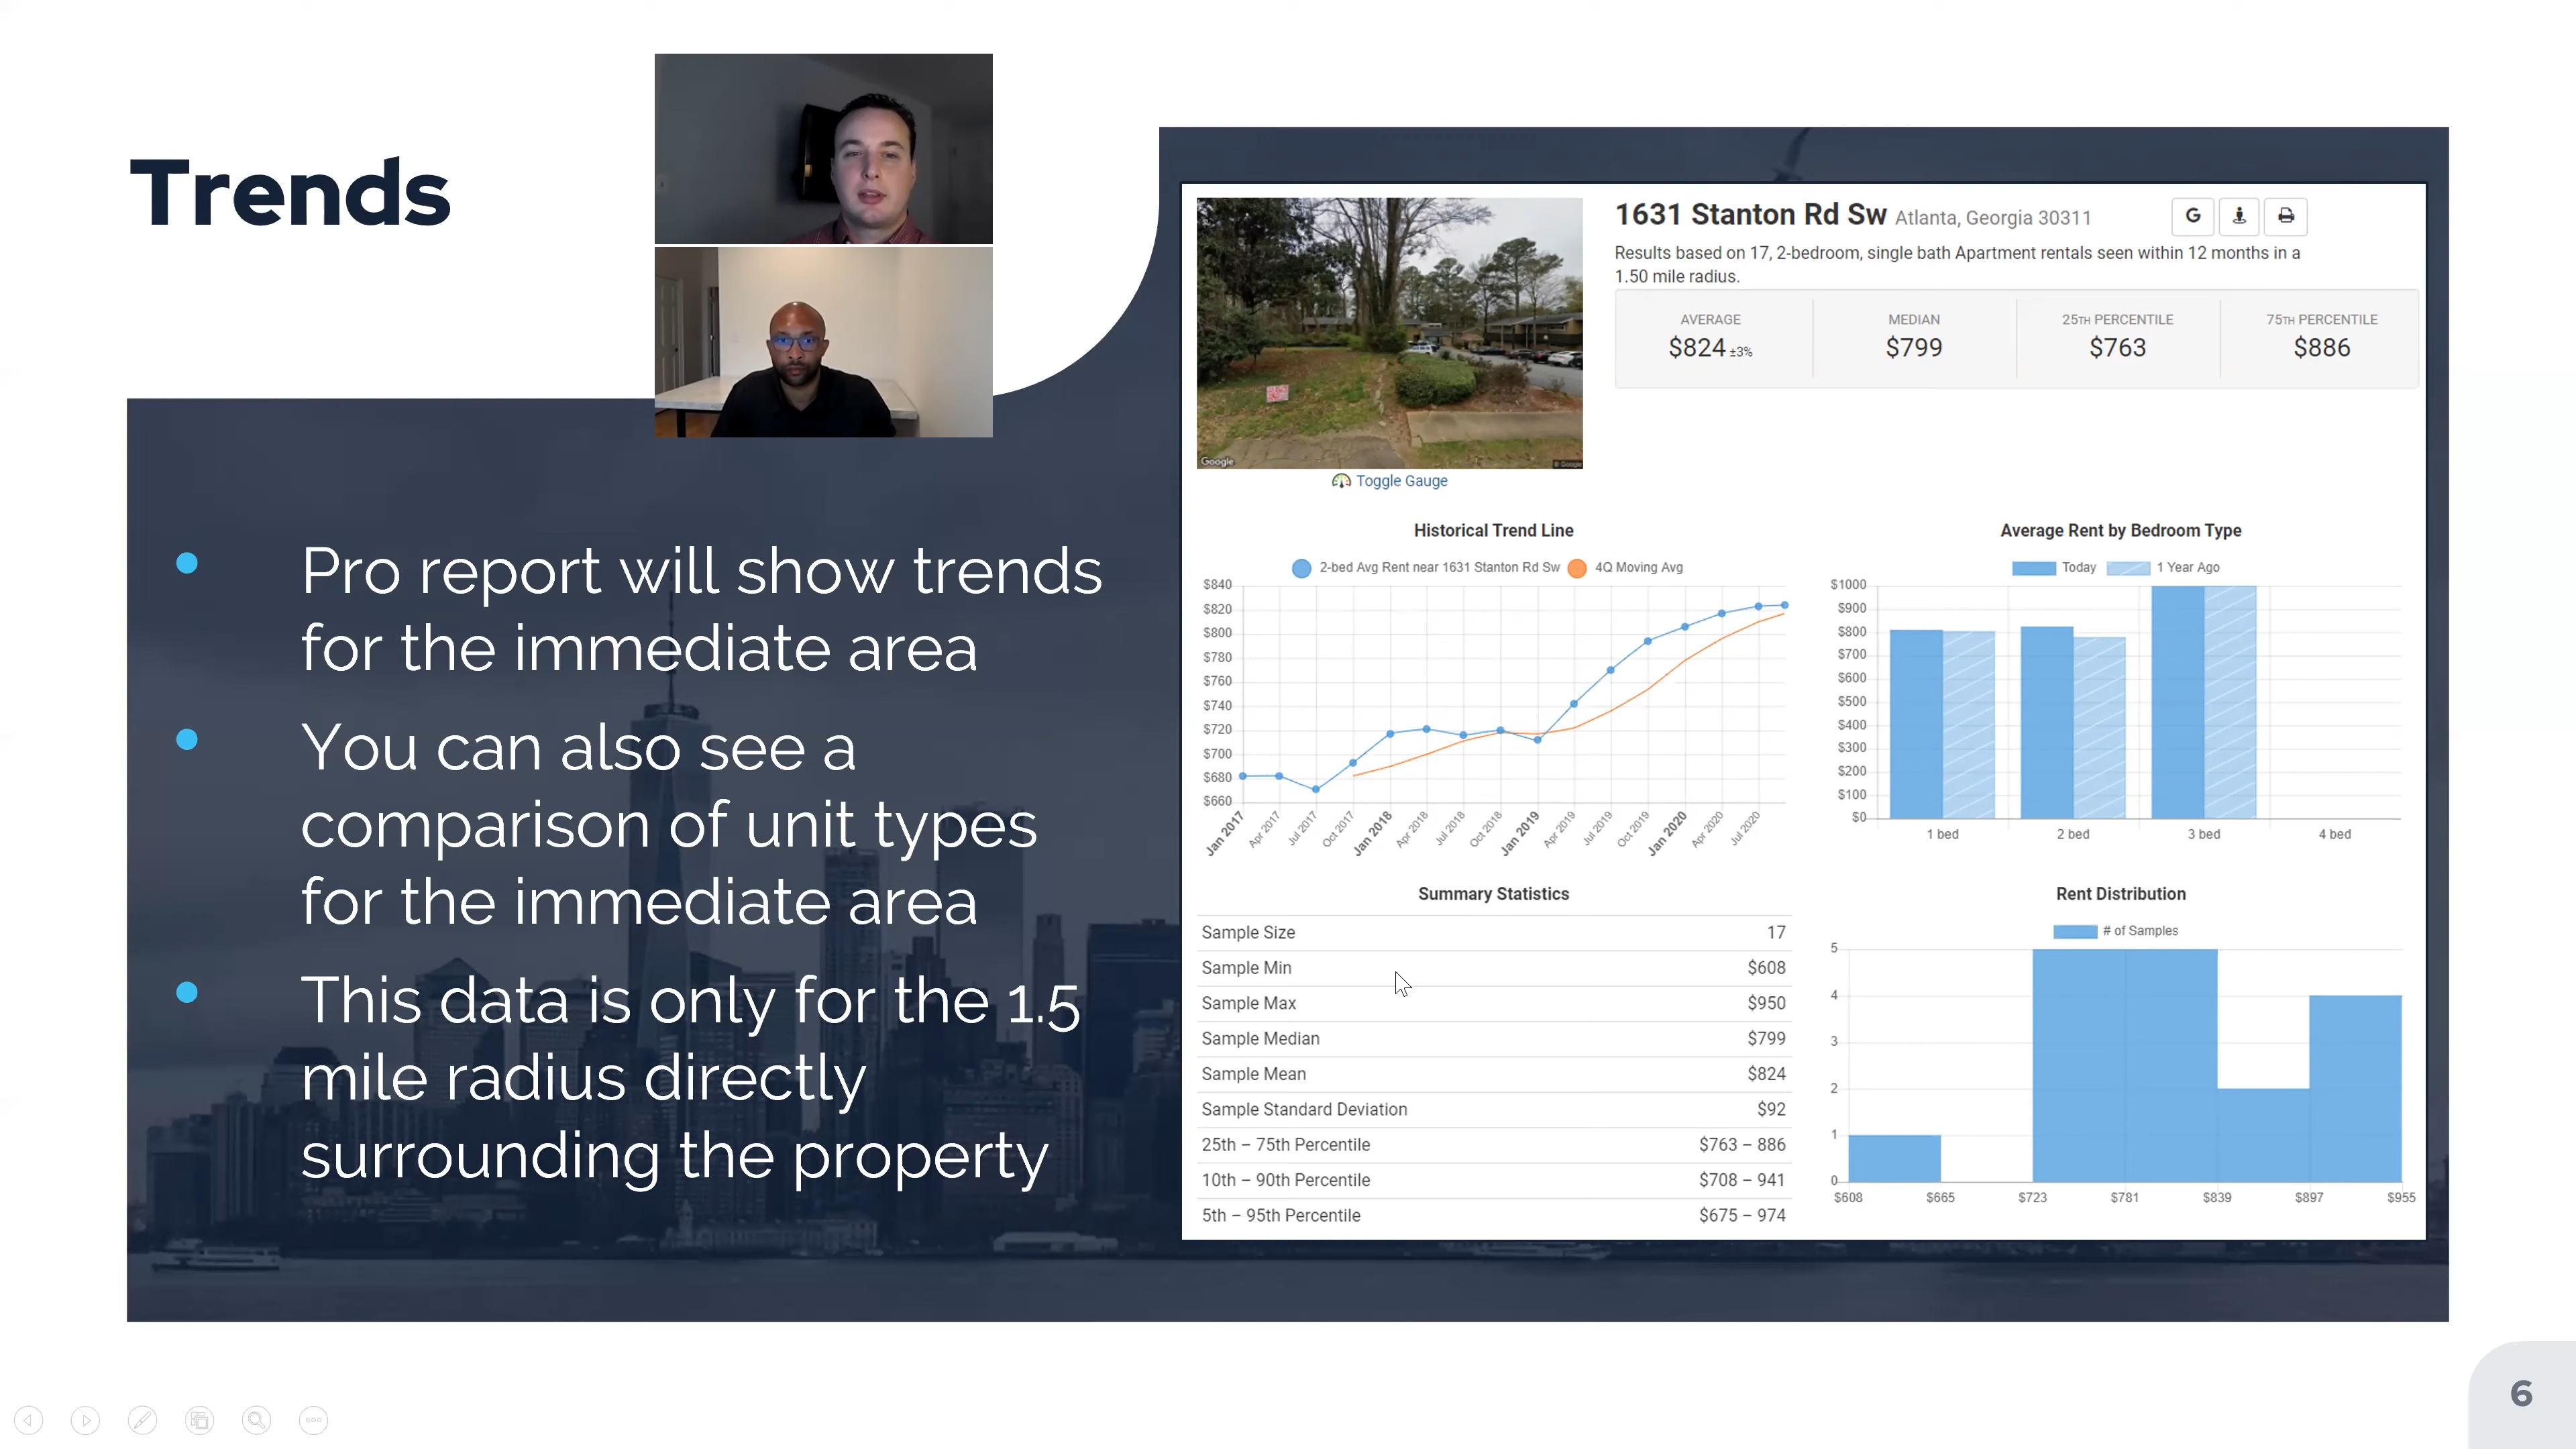 Trends
Pro report will show trends
for the immediate area
You can also see a
comparison of unit types
for the immediate area
This data is only for the 1.5
mile radius directly
surrounding the property
1631 Stanton Rd Sw Atlanta, Georgia 30311
G
Results based on 17, 2-bedroom, single bath Apartment rentals seen within 12 months in a
1.50 mile radius.
AVERAGE MEDIAN 25TH PERCENTILE 75TH PERCENTILE
$824 ±3% $799 $763 $886
Google © Google
Toggle Gauge
Historical Trend Line
2-bed Avg Rent near 1631 Stanton Rd Sw 4Q Moving Avg
$840
$820
$800
$780
$760
$740
$720
$700
$680
$660
Jan 2017 Apr 2017 Jul 2017 Oct 2017 Jan 2018 Apr 2018 Jul 2018 Oct 2018 Jan 2019 Apr 2019 Jul 2019 Oct 2019 Jan 2020 Apr 2020 Jul 2020
Average Rent by Bedroom Type
Today 1 Year Ago
$1000
$900
$800
$700
$600
$500
$400
$300
$200
$100
$0
1 bed 2 bed 3 bed 4 bed
Summary Statistics
Sample Size 17
Sample Min $608
Sample Max $950
Sample Median $799
Sample Mean $824
Sample Standard Deviation $92
25th – 75th Percentile $763 – 886
10th – 90th Percentile $708 – 941
5th – 95th Percentile $675 – 974
Rent Distribution
# of Samples
5
4
3
2
1
0
$608 $665 $723 $781 $839 $897 $955
6